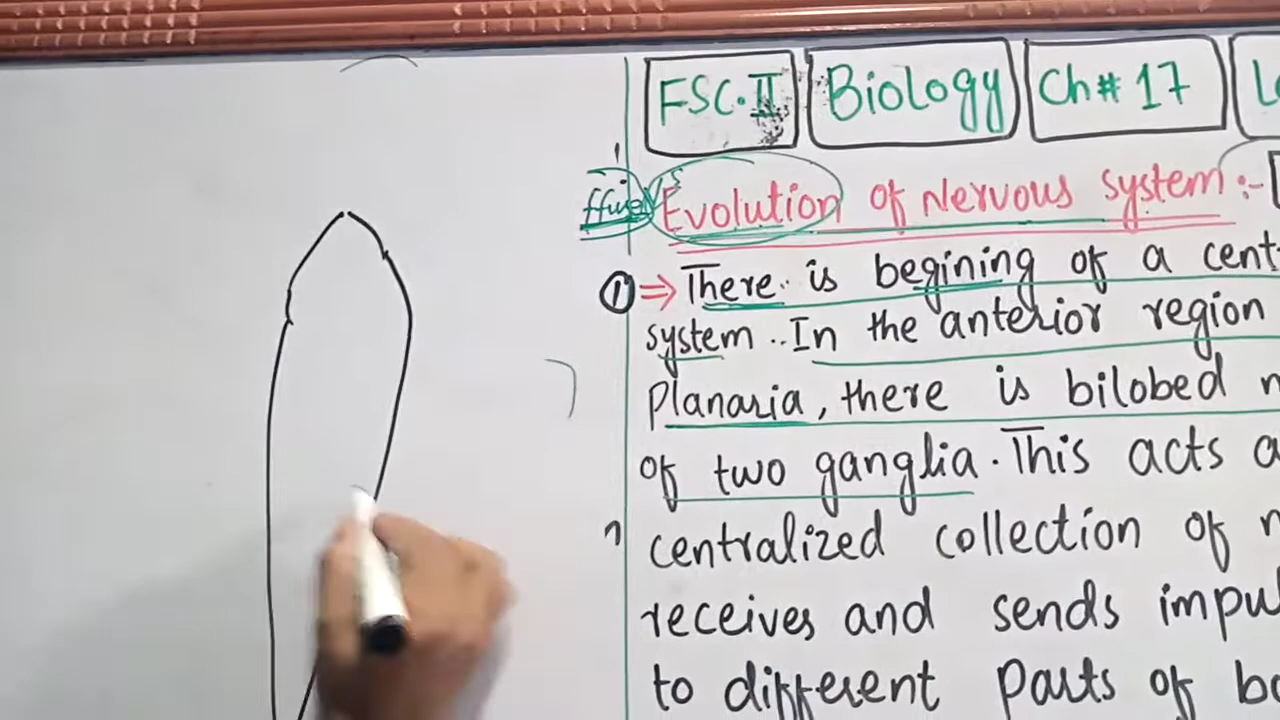 FSC.II Biology Ch# 17
Evolution of Nervous system:-
① ⇒ There is begining of a cent
system..In the anterior region
Planaria, there is bilobed
of two ganglia. This acts a
centralized collection of n
receives and sends impu
to different parts of bo